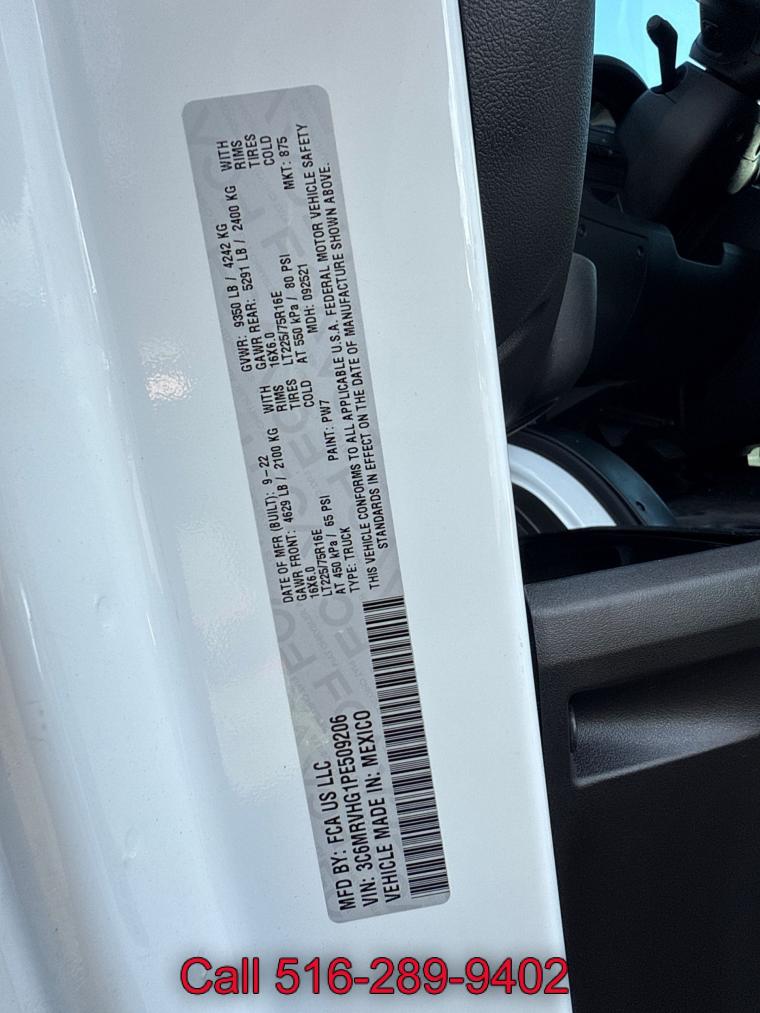 MFD BY: FCA US LLC
VIN: 3C6MRVHG1PE509206
VEHICLE MADE IN: MEXICO
DATE OF MFR (BUILT): 9-22 GVWR: 9350 LB / 4242 KG
GAWR FRONT: 4629 LB / 2100 KG WITH GAWR REAR: 5291 LB / 2400 KG WITH
16X6.0 RIMS 16X6.0 RIMS
LT225/75R16E TIRES LT225/75R16E TIRES
AT 450 kPa / 65 PSI COLD AT 550 kPa / 80 PSI COLD
TYPE: TRUCK PAINT: PW7 MDH: 092521 MKT: 875
THIS VEHICLE CONFORMS TO ALL APPLICABLE U.S.A. FEDERAL MOTOR VEHICLE SAFETY
STANDARDS IN EFFECT ON THE DATE OF MANUFACTURE SHOWN ABOVE.
Call 516-289-9402